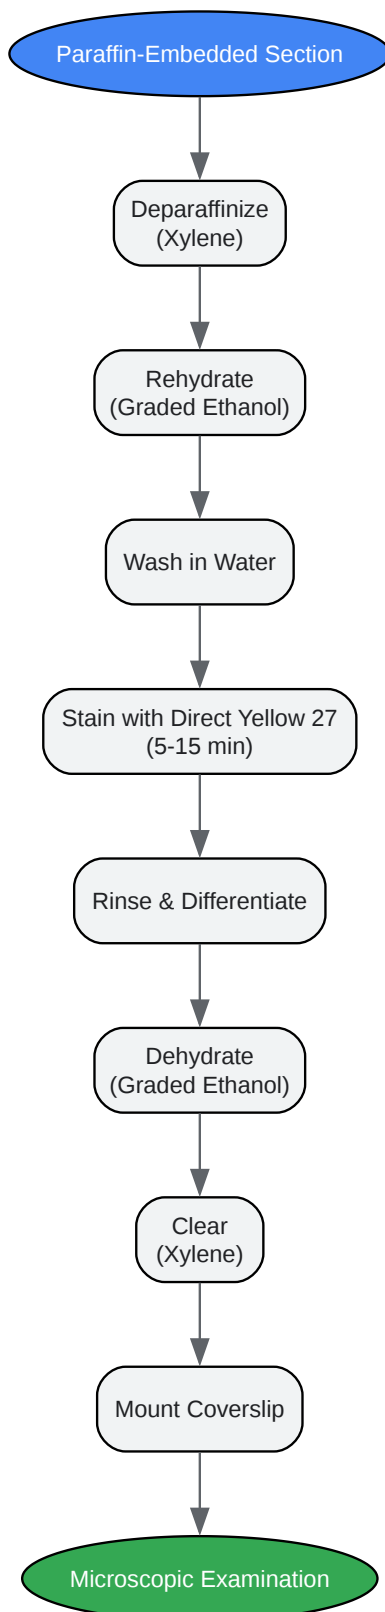 Paraffin-Embedded Section
Deparaffinize
(Xylene)
Rehydrate
(Graded Ethanol)
Wash in Water
Stain with Direct Yellow 27
(5-15 min)
Rinse & Differentiate
Dehydrate
(Graded Ethanol)
Clear
(Xylene)
Mount Coverslip
Microscopic Examination